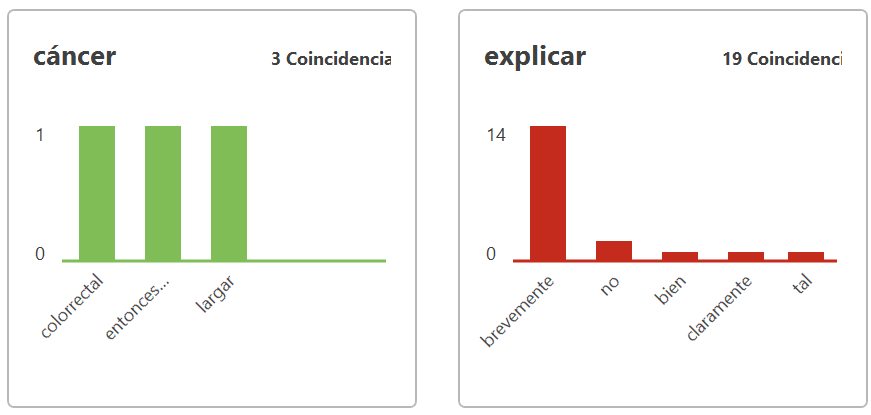 cáncer
3 Coincidencia
1
0
colorrectal
entonces...
largar
explicar
19 Coincidenci
14
0
brevemente
no
bien
claramente
tal